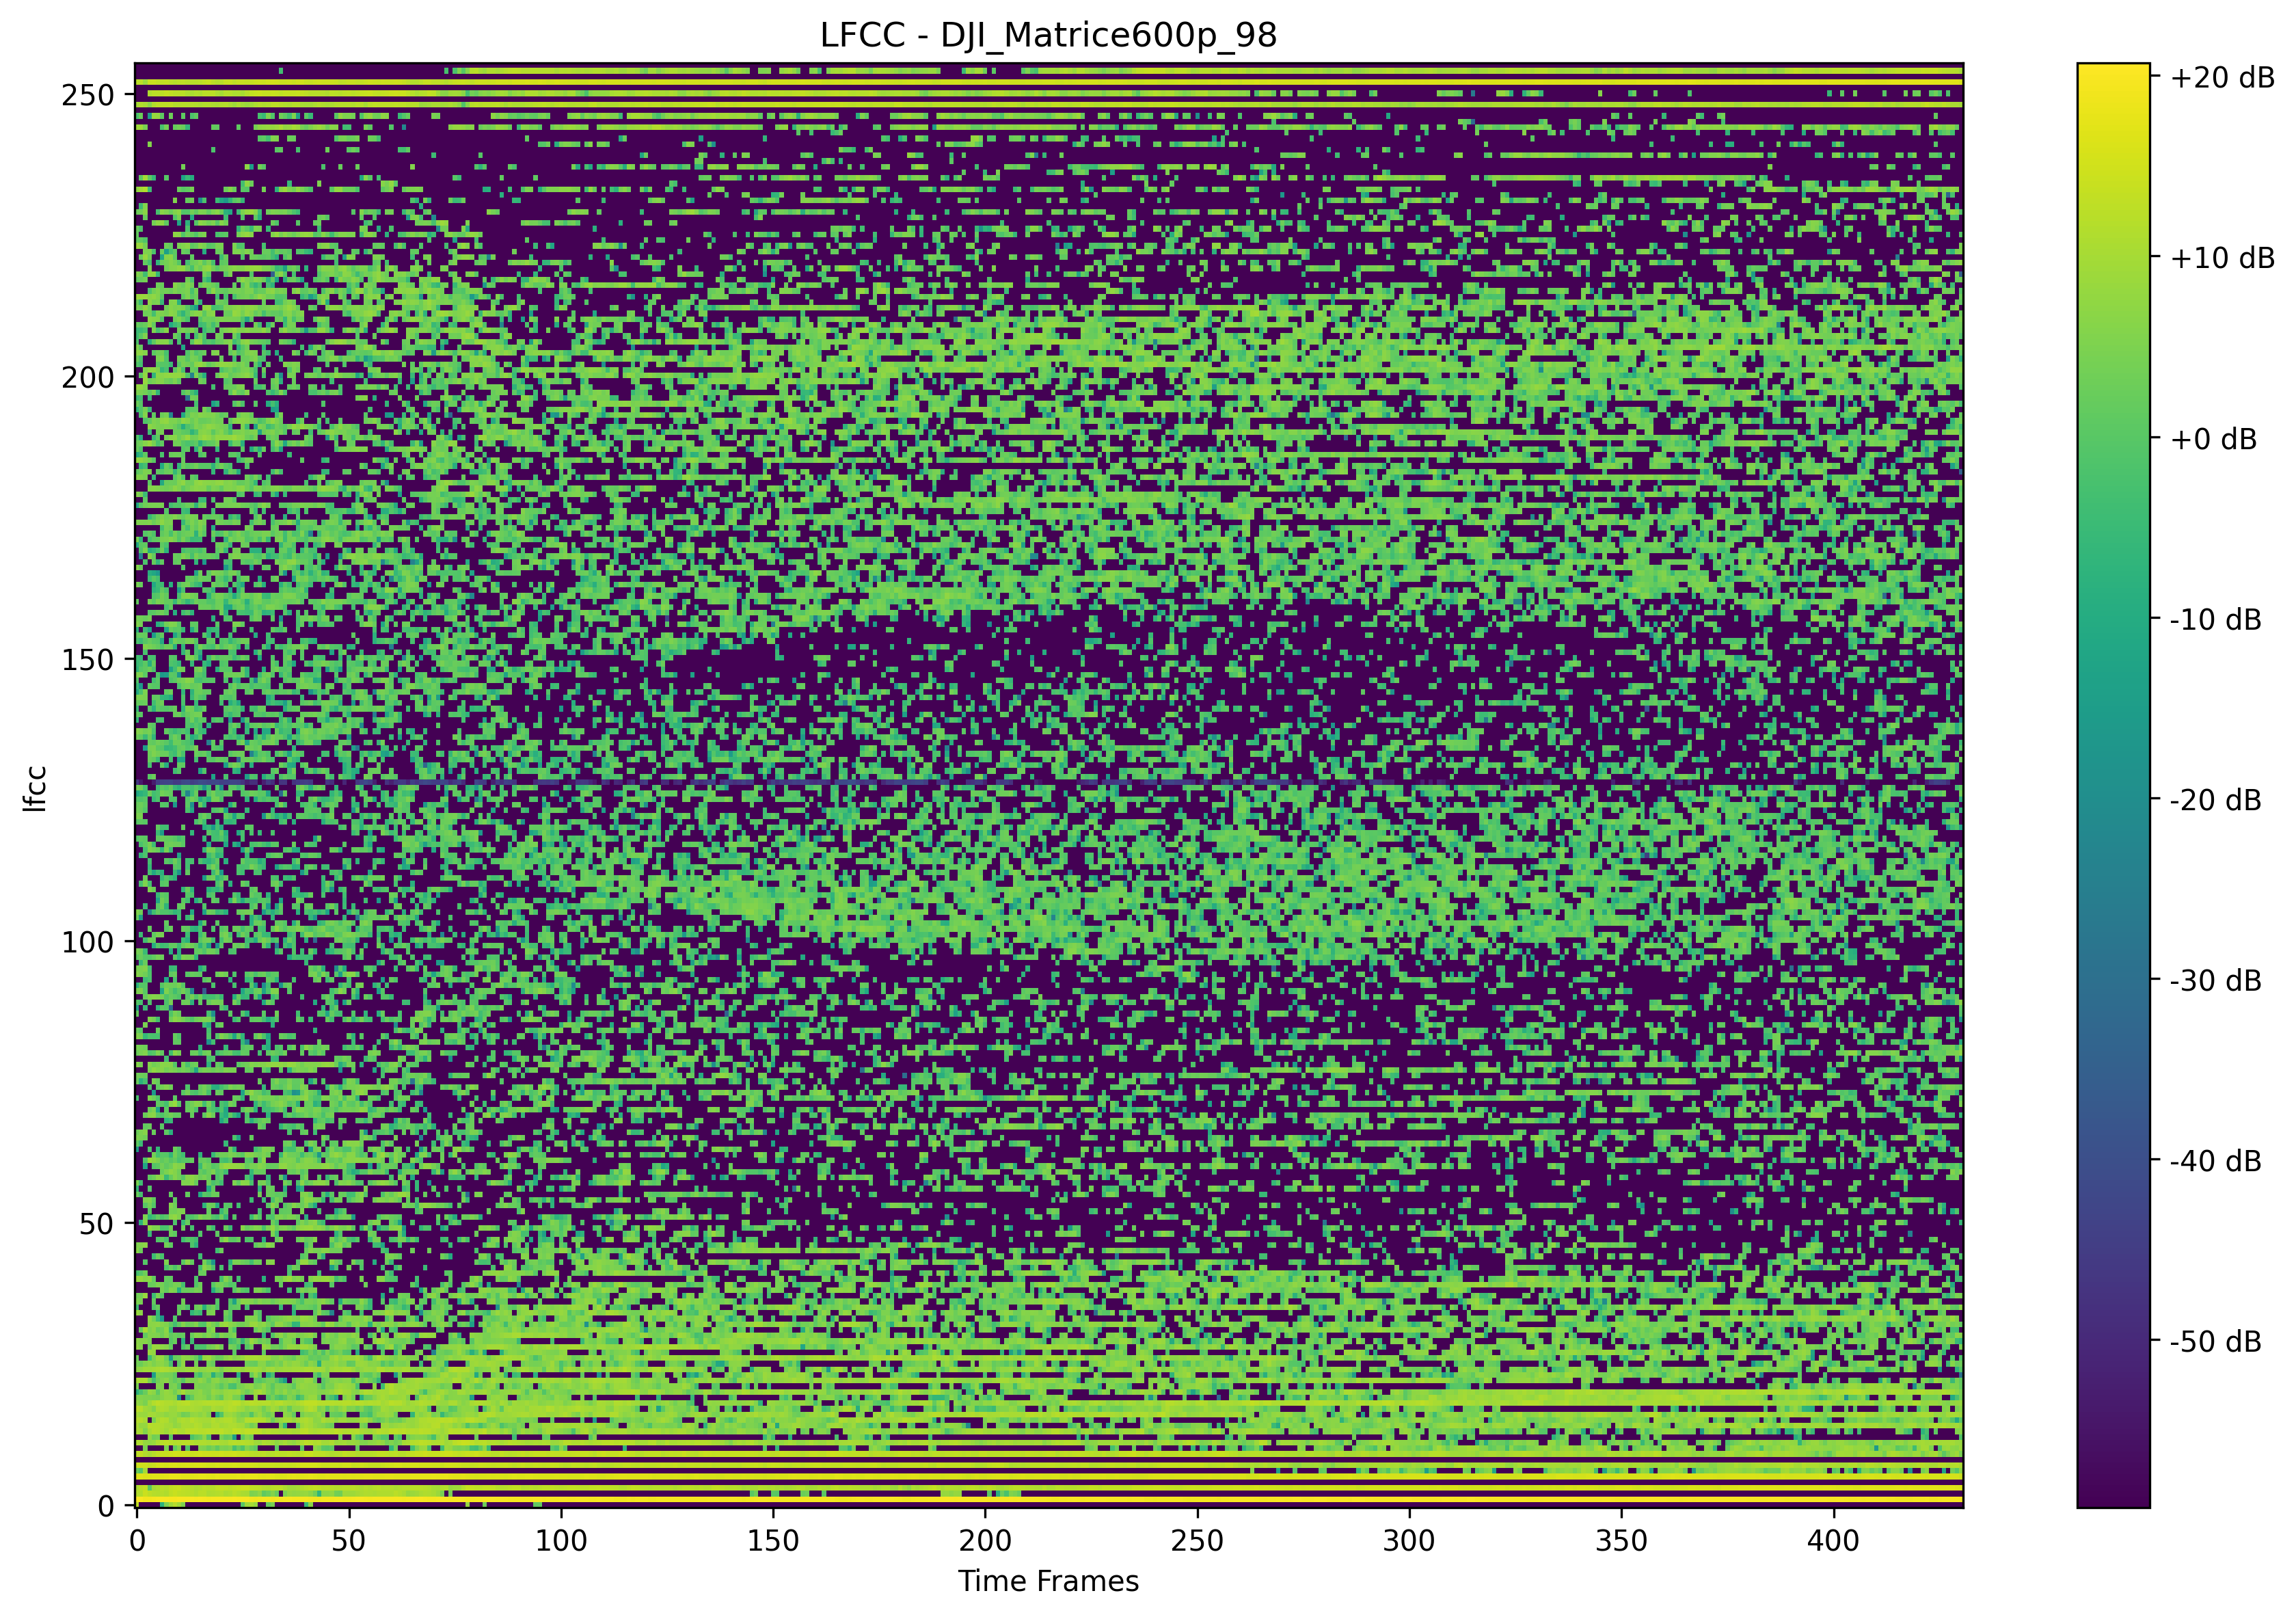 LFCC - DJI_Matrice600p_98
250
200
150
100
50
0
lfcc
0 50 100 150 200 250 300 350 400
Time Frames
+20 dB
+10 dB
+0 dB
-10 dB
-20 dB
-30 dB
-40 dB
-50 dB